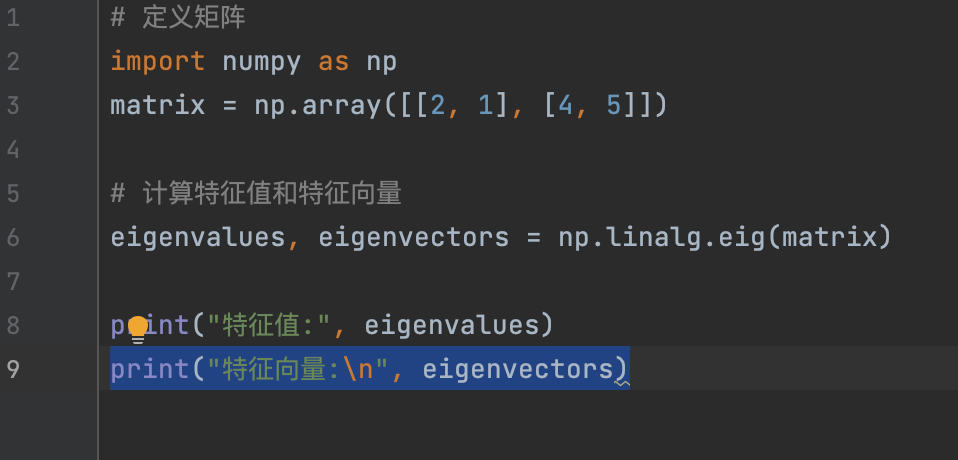 1 # 定义矩阵
2 import numpy as np
3 matrix = np.array([[2, 1], [4, 5]])
4
5 # 计算特征值和特征向量
6 eigenvalues, eigenvectors = np.linalg.eig(matrix)
7
8 print("特征值:", eigenvalues)
9 print("特征向量:\n", eigenvectors)